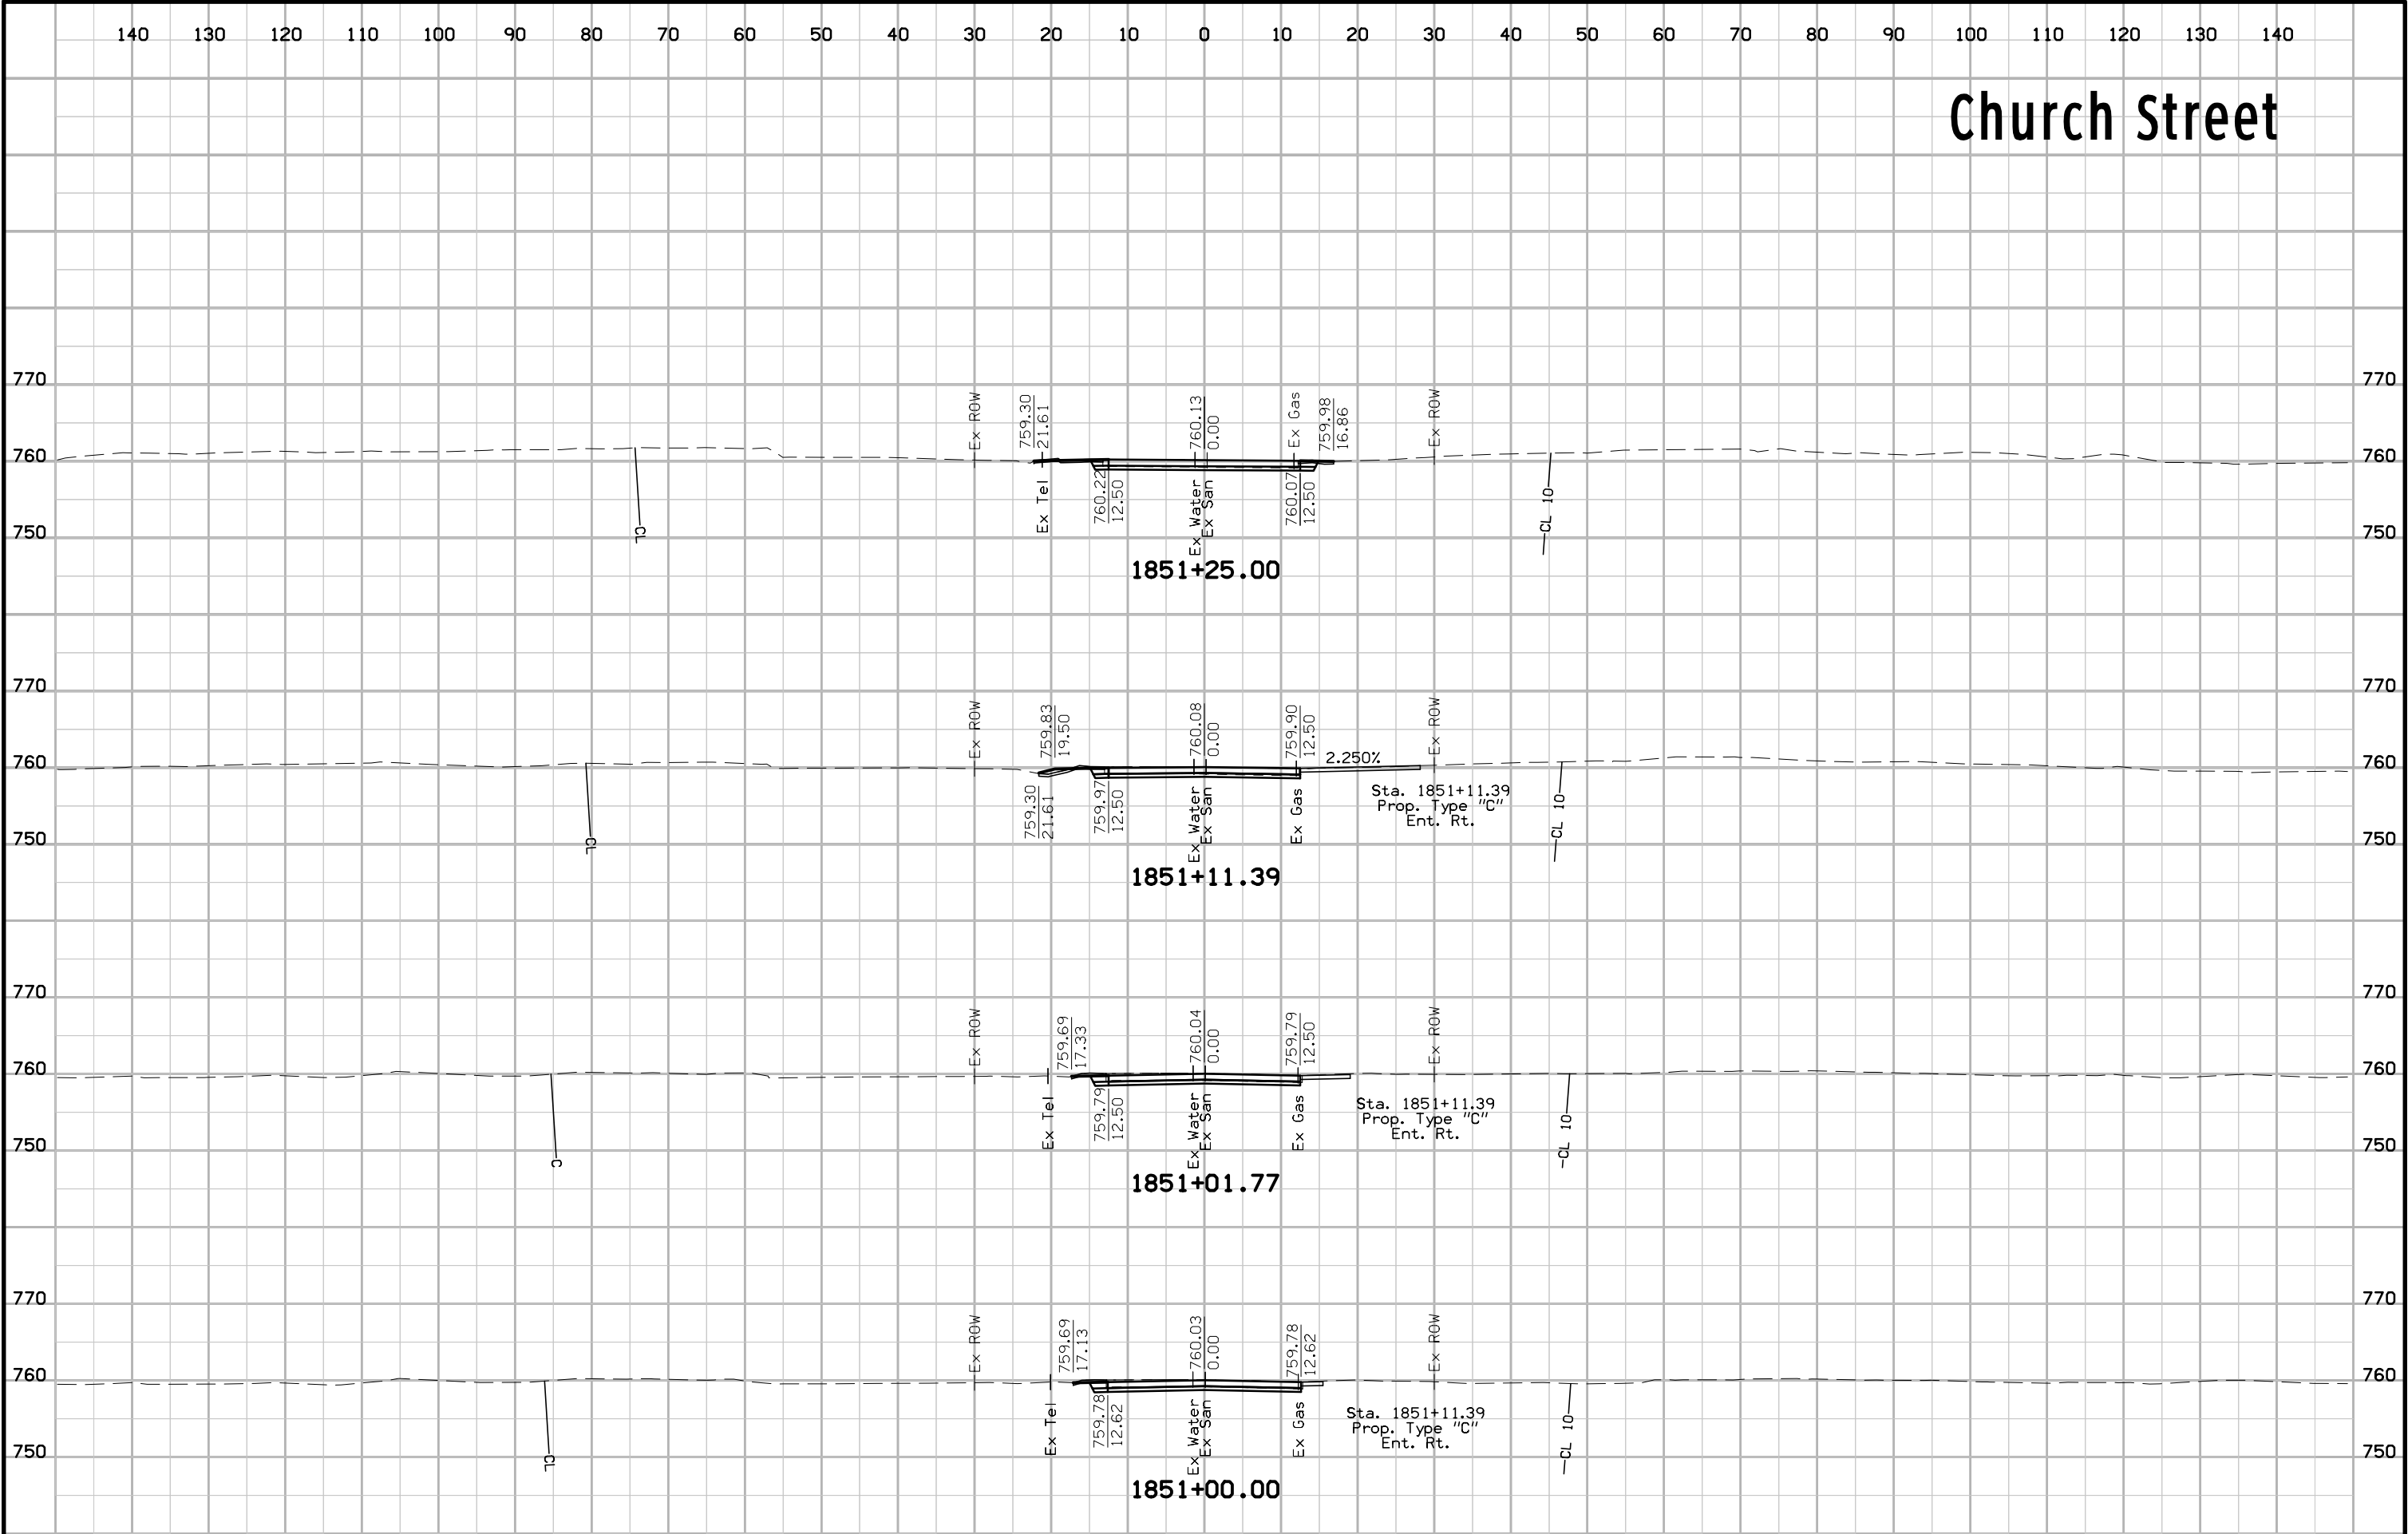 140 130 120 110 100 90 80 70 60 50 40 30 20 10 0 10 20 30 40 50 60 70 80 90 100 110 120 130 140
Church Street
770 770
Ex ROW 759.30 21.61 760.13 0.00 Ex Gas 759.98 16.86 Ex ROW
760 760
CL Ex Tel 760.22 12.50 Ex Water Ex San 760.07 12.50 CL 10
750 750
1851+25.00
770 770
Ex ROW 759.83 19.50 760.08 0.00 759.90 12.50 Ex ROW
2.250%
760 760
CL 759.30 21.61 759.97 12.50 Ex Water Ex San Ex Gas CL 10
Sta. 1851+11.39
Prop. Type "C"
Ent. Rt.
750 750
1851+11.39
770 770
Ex ROW 759.69 17.33 760.04 0.00 759.79 12.50 Ex ROW
760 760
C Ex Tel 759.79 12.50 Ex Water Ex San Ex Gas CL 10
Sta. 1851+11.39
Prop. Type "C"
Ent. Rt.
750 750
1851+01.77
770 770
Ex ROW 759.69 17.13 760.03 0.00 759.78 12.62 Ex ROW
760 760
CL Ex Tel 759.78 12.62 Ex Water Ex San Ex Gas CL 10
Sta. 1851+11.39
Prop. Type "C"
Ent. Rt.
750 750
1851+00.00